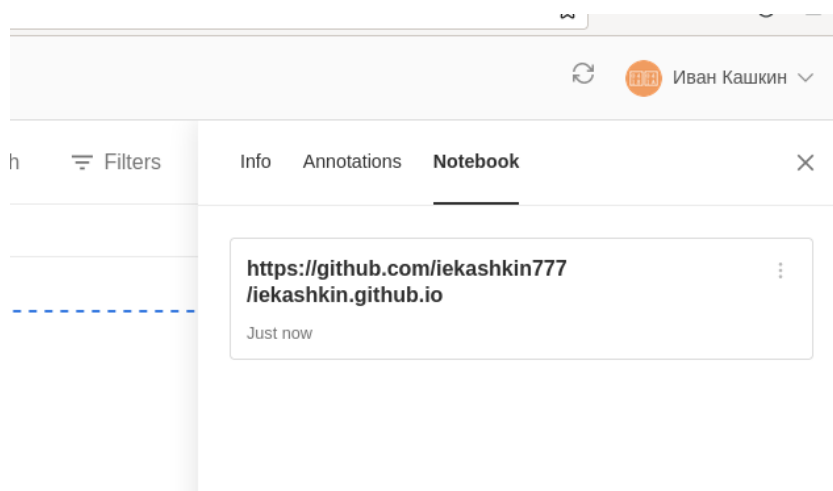 Иван Кашкин
h
Filters
Info
Annotations
Notebook
https://github.com/iekashkin777
/iekashkin.github.io
Just now